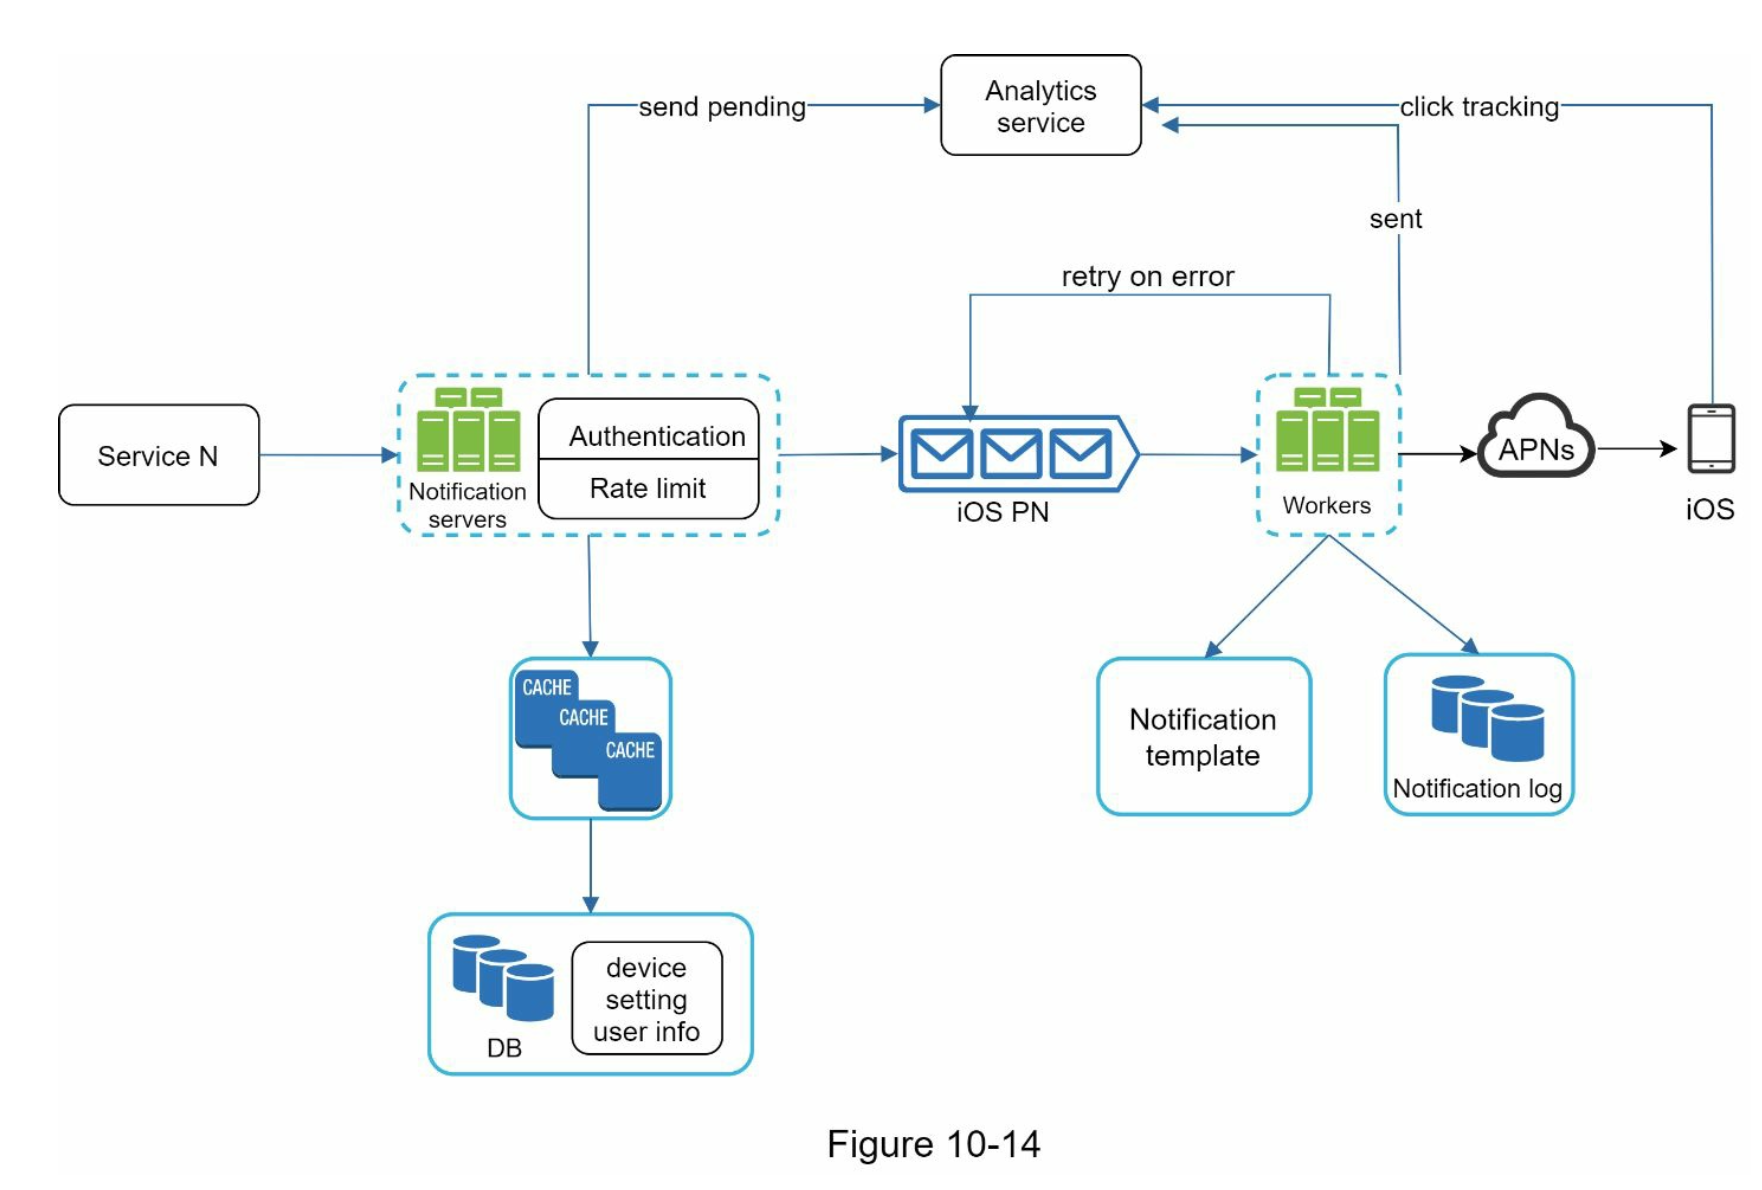 Analytics
service
send pending
click tracking
sent
retry on error
Service N
Notification
servers
Authentication
Rate limit
iOS PN
Workers
APNs
iOS
CACHE
CACHE
CACHE
Notification
template
Notification log
DB
device
setting
user info
Figure 10-14